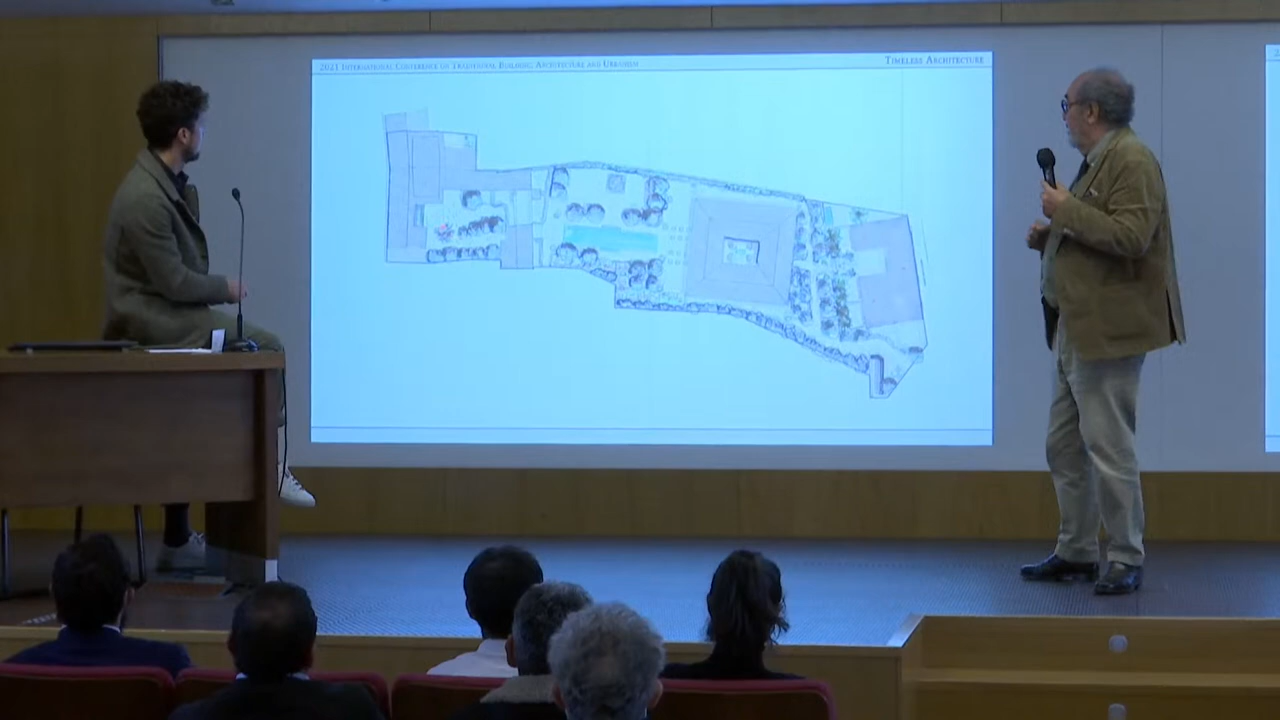 2021 International Conference on Traditional Building, Architecture and Urbanism
Timeless Architecture